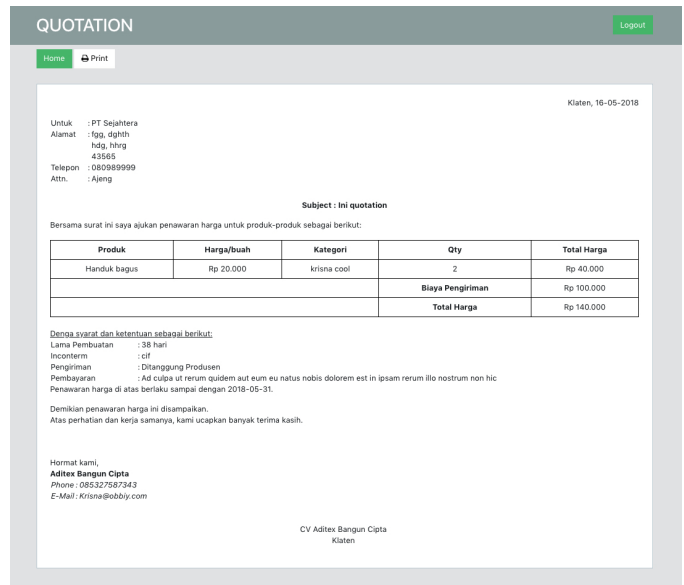 QUOTATION
Logout
Home Print
Klaten, 16-05-2018
Untuk : PT Sejahtera
Alamat : fgg, dghth
hdg, hhrg
43565
Telepon : 080989999
Attn. : Ajeng
Subject : Ini quotation
Bersama surat ini saya ajukan penawaran harga untuk produk-produk sebagai berikut:
Produk Harga/buah Kategori Qty Total Harga
Handuk bagus Rp 20.000 krisna cool 2 Rp 40.000
Biaya Pengiriman Rp 100.000
Total Harga Rp 140.000
Denga syarat dan ketentuan sebagai berikut:
Lama Pembuatan : 38 hari
Inconterm : cif
Pengiriman : Ditanggung Produsen
Pembayaran : Ad culpa ut rerum quidem aut eum eu natus nobis dolorem est in ipsam rerum illo nostrum non hic
Penawaran harga di atas berlaku sampai dengan 2018-05-31.
Demikian penawaran harga ini disampaikan.
Atas perhatian dan kerja samanya, kami ucapkan banyak terima kasih.
Hormat kami,
Aditex Bangun Cipta
Phone : 085327587343
E-Mail : Krisna@obbiy.com
CV Aditex Bangun Cipta
Klaten